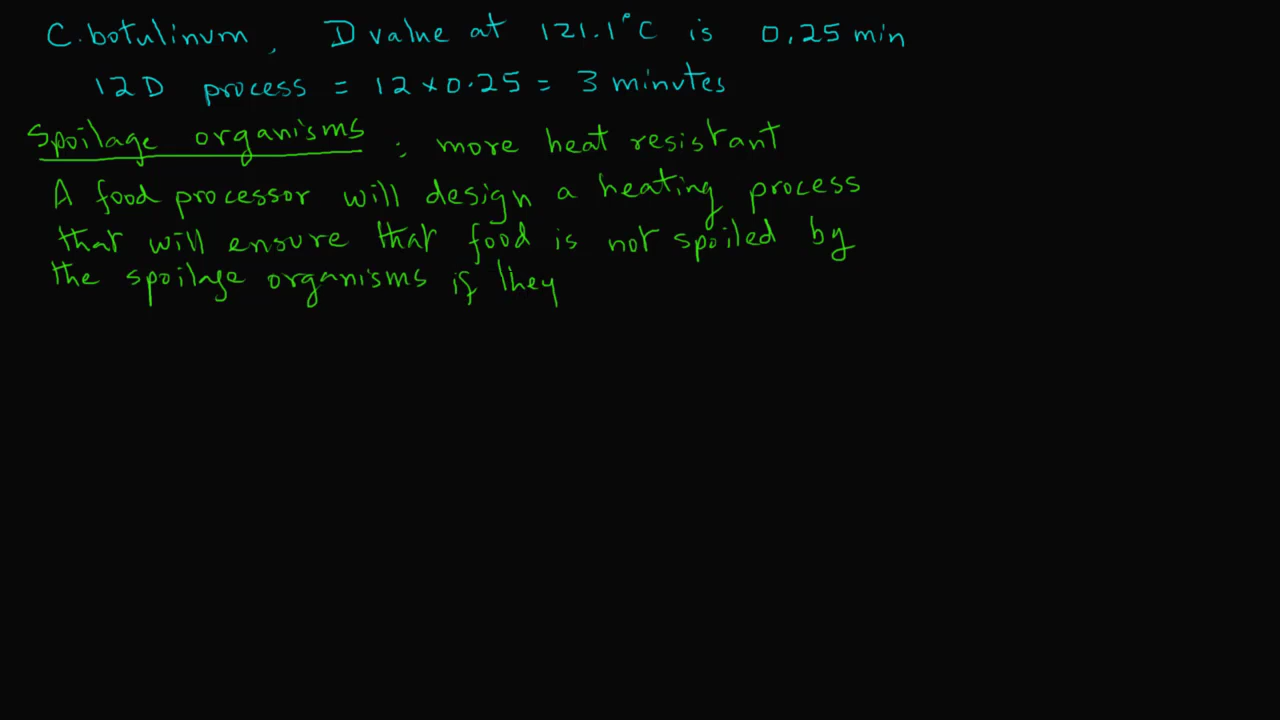 C. botulinum, D value at 121.1°C is 0.25 min
12D process = 12 × 0.25 = 3 minutes
Spoilage organisms : more heat resistant
A food processor will design a heating process
that will ensure that food is not spoiled by
the spoilage organisms if they